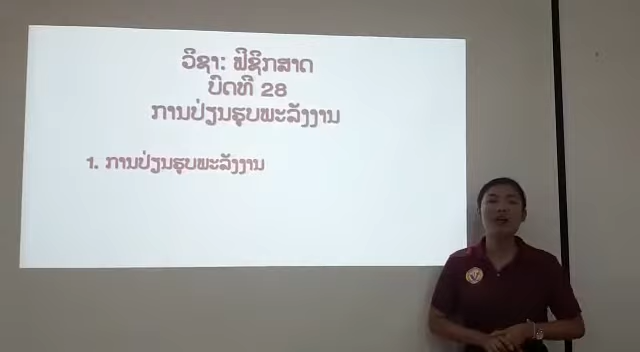 ວິຊາ: ຟີຊິກສາດ
ບົດທີ 28
ການປ່ຽນຮູບພະລັງງານ
1. ການປ່ຽນຮູບພະລັງງານ